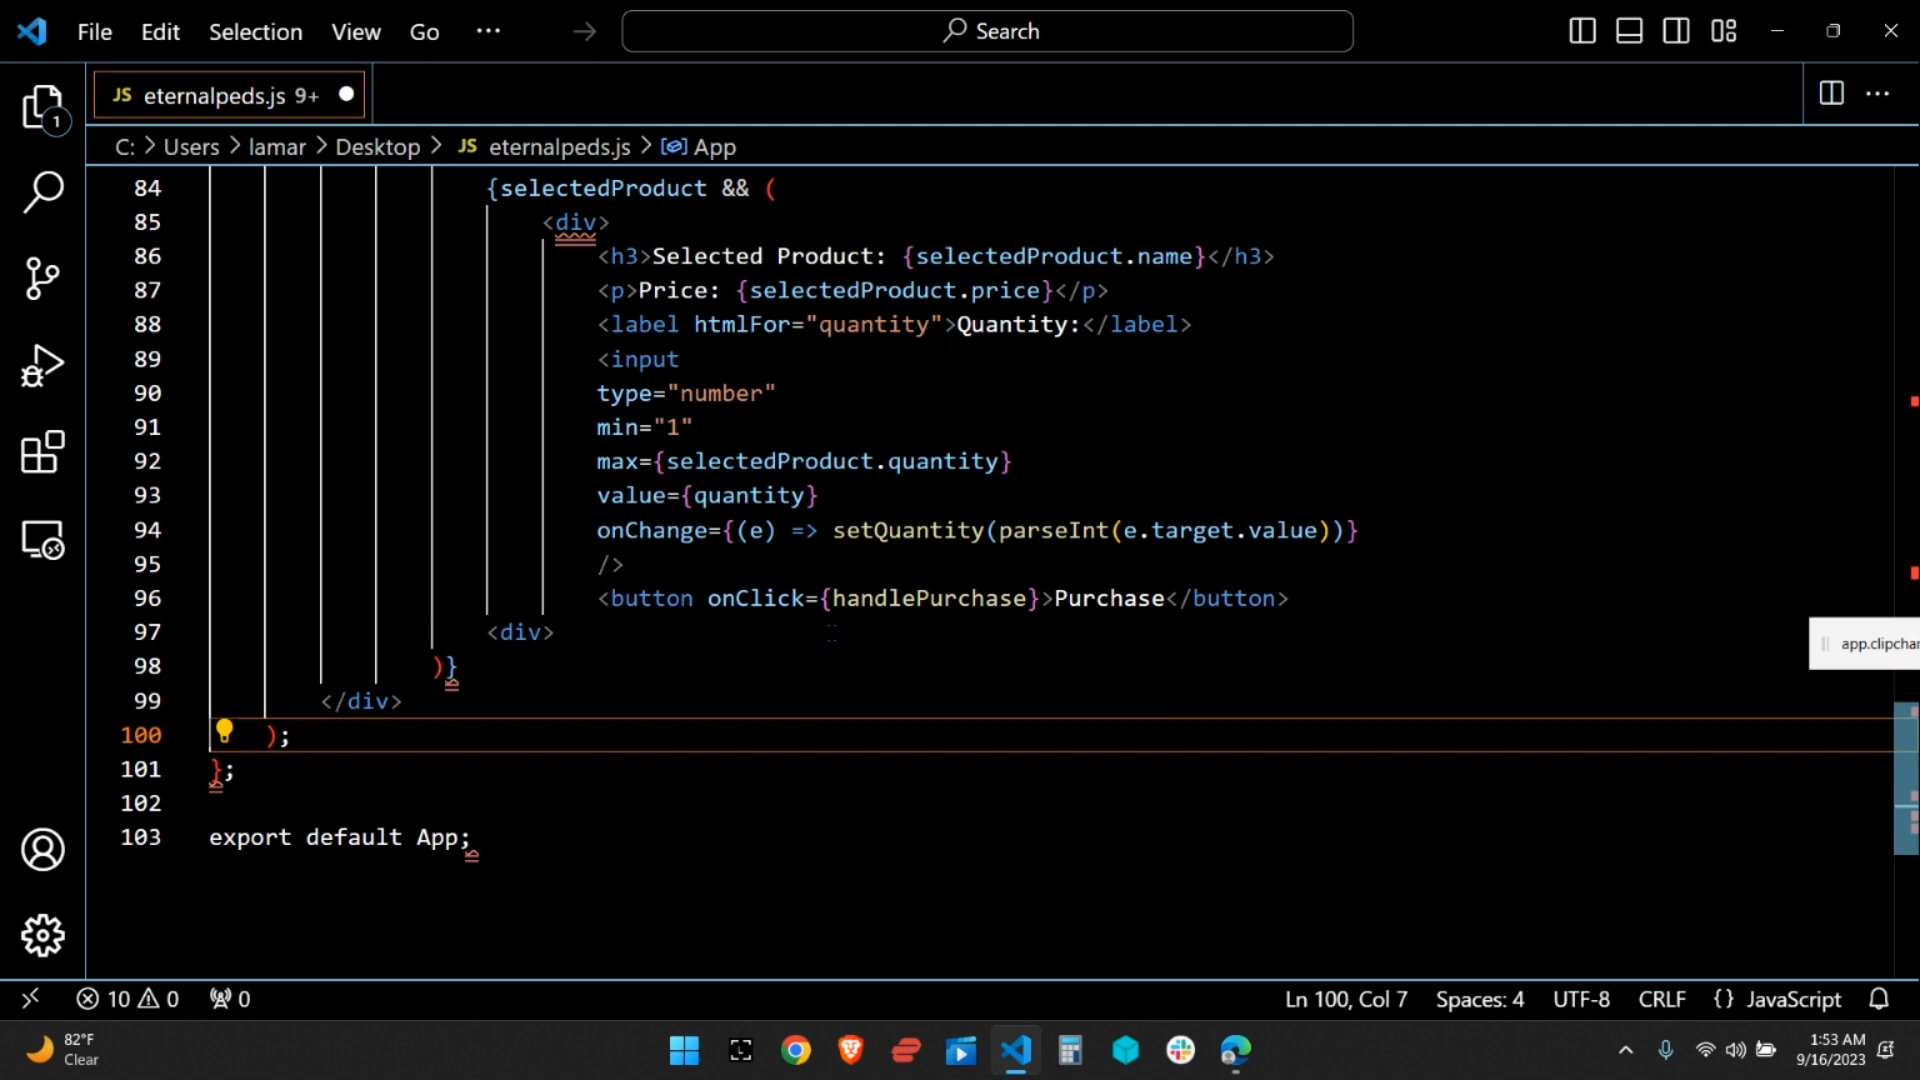 File Edit Selection View Go ··· Search
JS eternalpeds.js 9+
1
C: > Users > lamar > Desktop > JS eternalpeds.js > App
84 {selectedProduct && (
85 <div>
86 <h3>Selected Product: {selectedProduct.name}</h3>
87 <p>Price: {selectedProduct.price}</p>
88 <label htmlFor="quantity">Quantity:</label>
89 <input
90 type="number"
91 min="1"
92 max={selectedProduct.quantity}
93 value={quantity}
94 onChange={(e) => setQuantity(parseInt(e.target.value))}
95 />
96 <button onClick={handlePurchase}>Purchase</button>
97 <div>
98 )}
99 </div>
100 );
101 };
102
103 export default App;
app.clipchar
10 0 0 Ln 100, Col 7 Spaces: 4 UTF-8 CRLF {} JavaScript
82°F
Clear
1:53 AM
9/16/2023